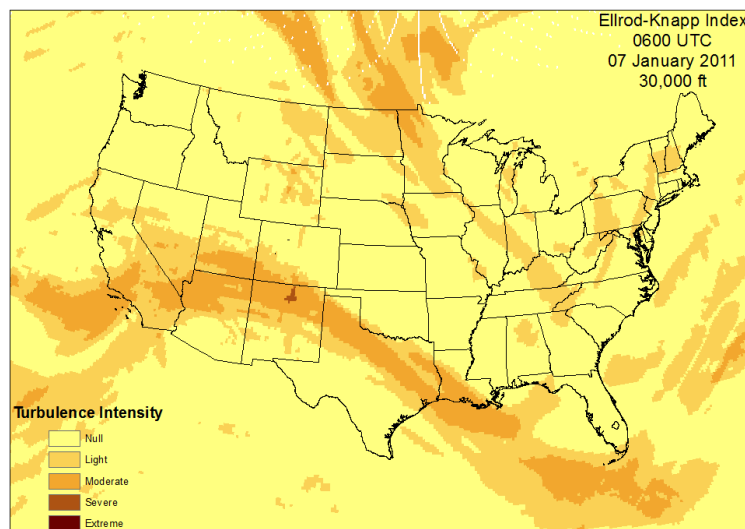 Ellrod-Knapp Index
0600 UTC
07 January 2011
30,000 ft
Turbulence Intensity
Null
Light
Moderate
Severe
Extreme